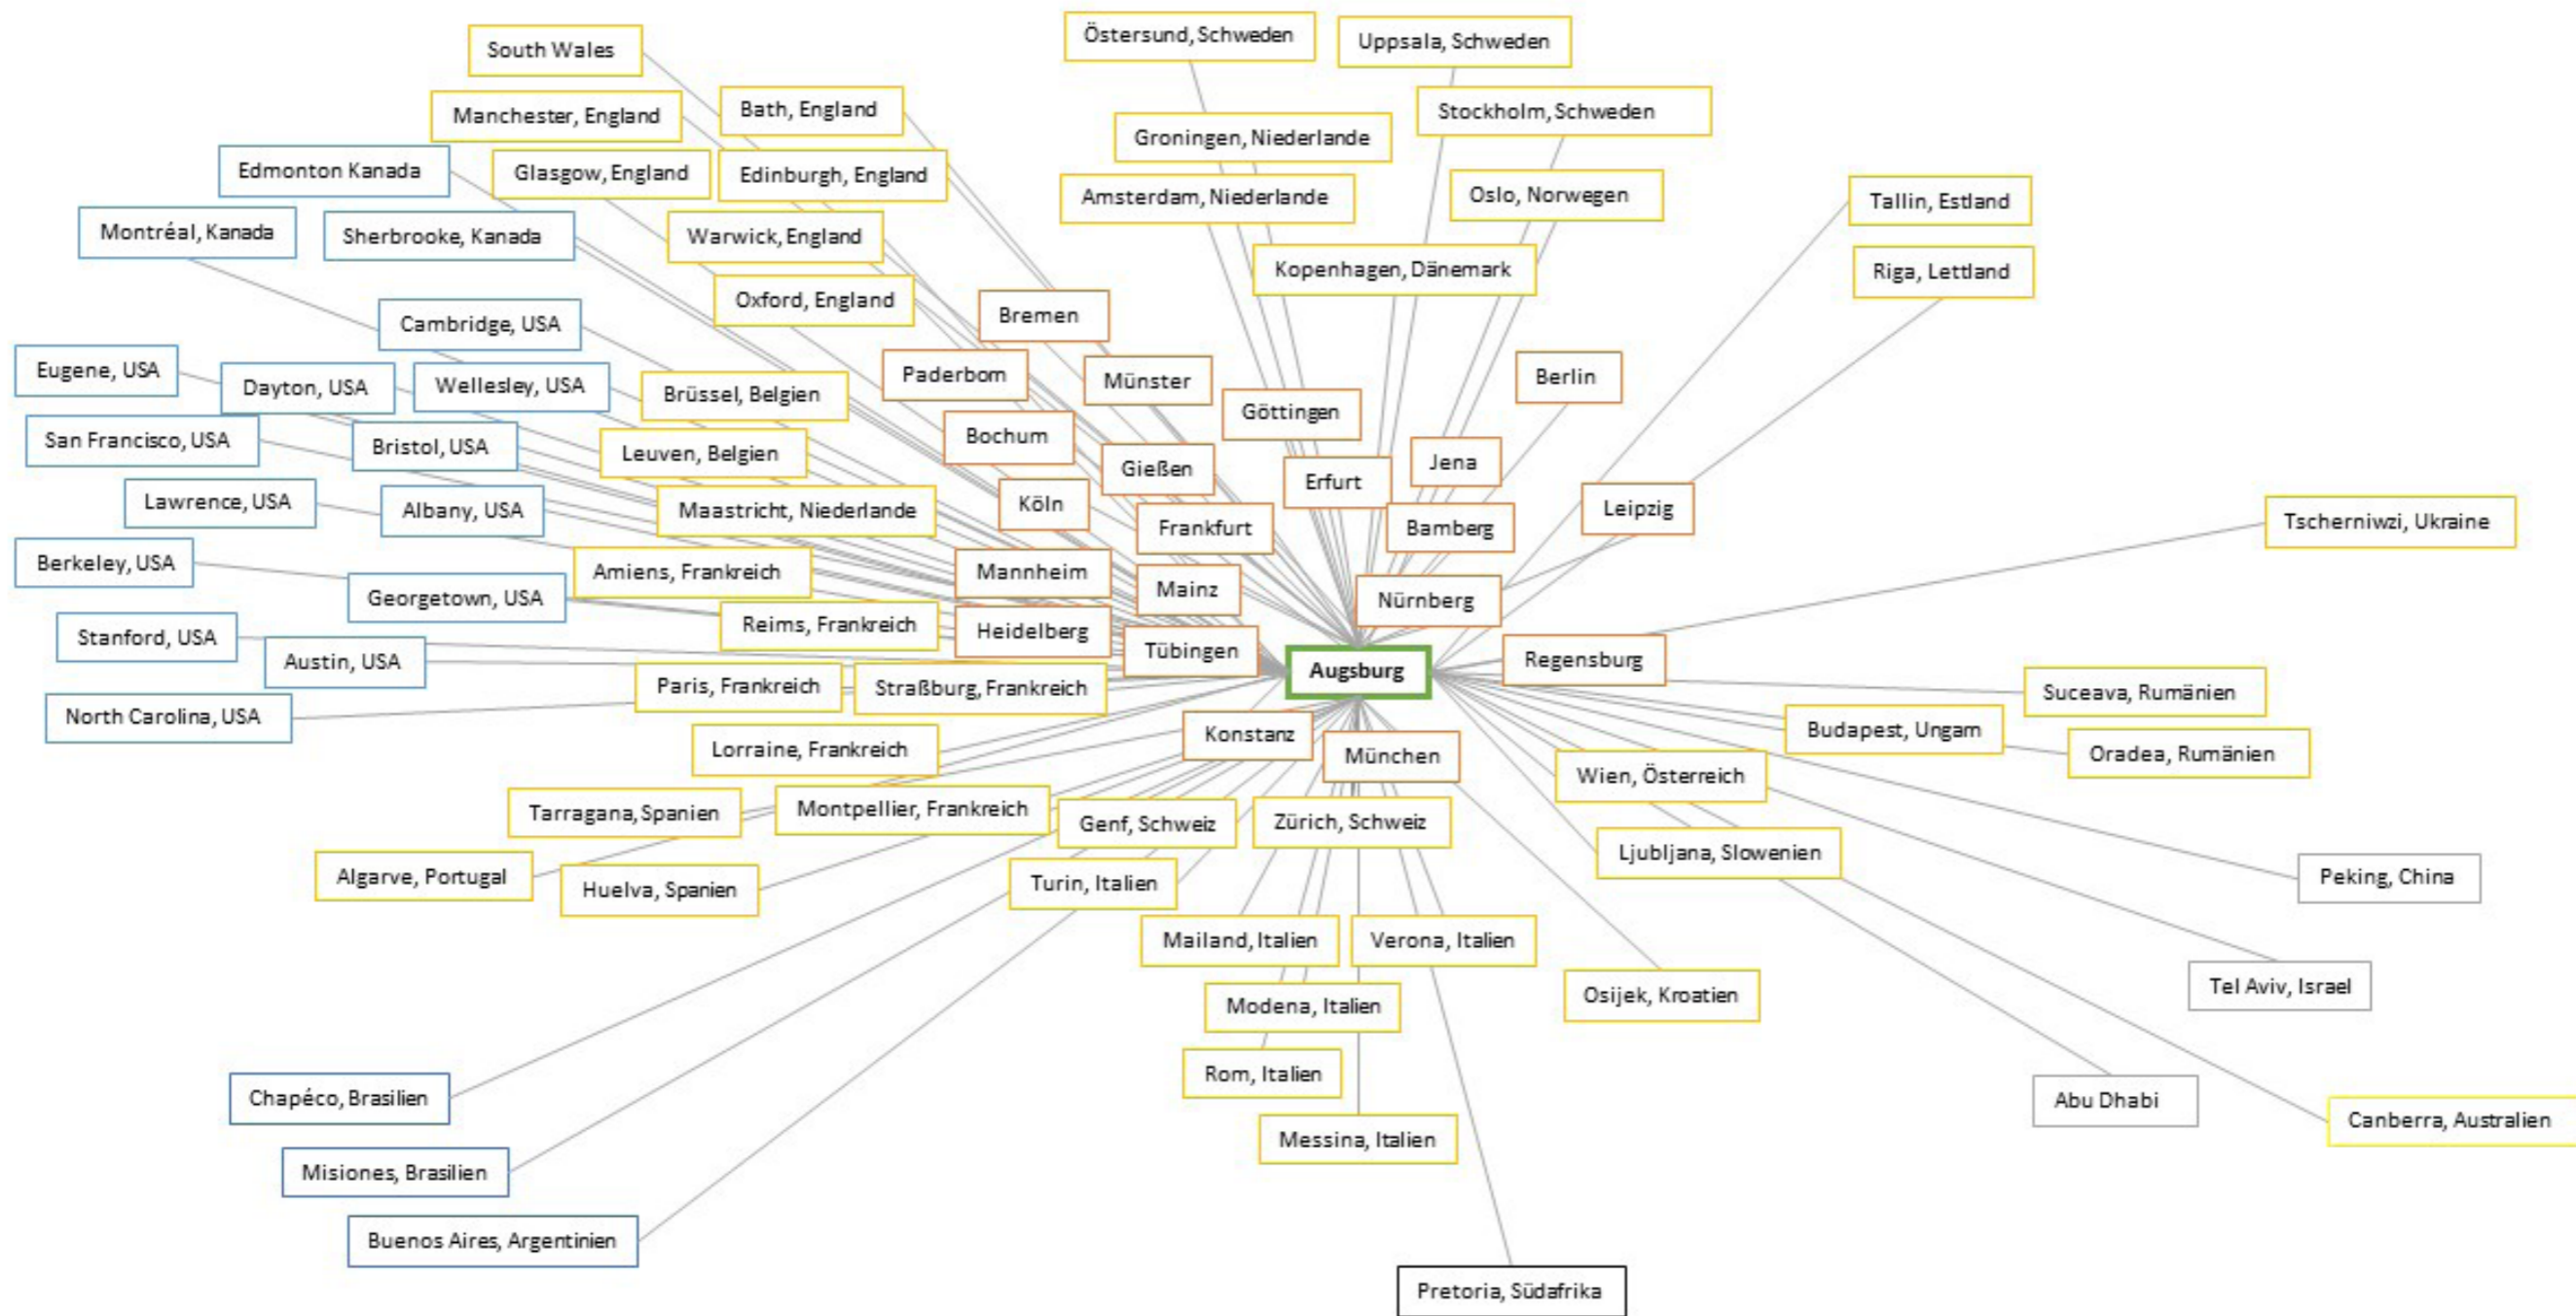 Östersund, Schweden
Uppsala, Schweden
South Wales
Bath, England
Stockholm, Schweden
Manchester, England
Groningen, Niederlande
Edmonton Kanada
Glasgow, England
Edinburgh, England
Amsterdam, Niederlande
Oslo, Norwegen
Tallin, Estland
Montréal, Kanada
Sherbrooke, Kanada
Warwick, England
Kopenhagen, Dänemark
Riga, Lettland
Oxford, England
Bremen
Cambridge, USA
Eugene, USA
Dayton, USA
Wellesley, USA
Brüssel, Belgien
Paderborn
Münster
Göttingen
Berlin
San Francisco, USA
Bristol, USA
Leuven, Belgien
Bochum
Gießen
Erfurt
Jena
Lawrence, USA
Albany, USA
Maastricht, Niederlande
Köln
Frankfurt
Bamberg
Leipzig
Tscherniwzi, Ukraine
Berkeley, USA
Georgetown, USA
Amiens, Frankreich
Mannheim
Mainz
Nürnberg
Stanford, USA
Austin, USA
Reims, Frankreich
Heidelberg
Tübingen
Augsburg
Regensburg
North Carolina, USA
Paris, Frankreich
Straßburg, Frankreich
Suceava, Rumänien
Lorraine, Frankreich
Konstanz
München
Wien, Österreich
Budapest, Ungarn
Oradea, Rumänien
Tarragana, Spanien
Montpellier, Frankreich
Genf, Schweiz
Zürich, Schweiz
Ljubljana, Slowenien
Algarve, Portugal
Huelva, Spanien
Turin, Italien
Peking, China
Mailand, Italien
Verona, Italien
Osijek, Kroatien
Tel Aviv, Israel
Modena, Italien
Rom, Italien
Chapéco, Brasilien
Abu Dhabi
Canberra, Australien
Messina, Italien
Misiones, Brasilien
Buenos Aires, Argentinien
Pretoria, Südafrika